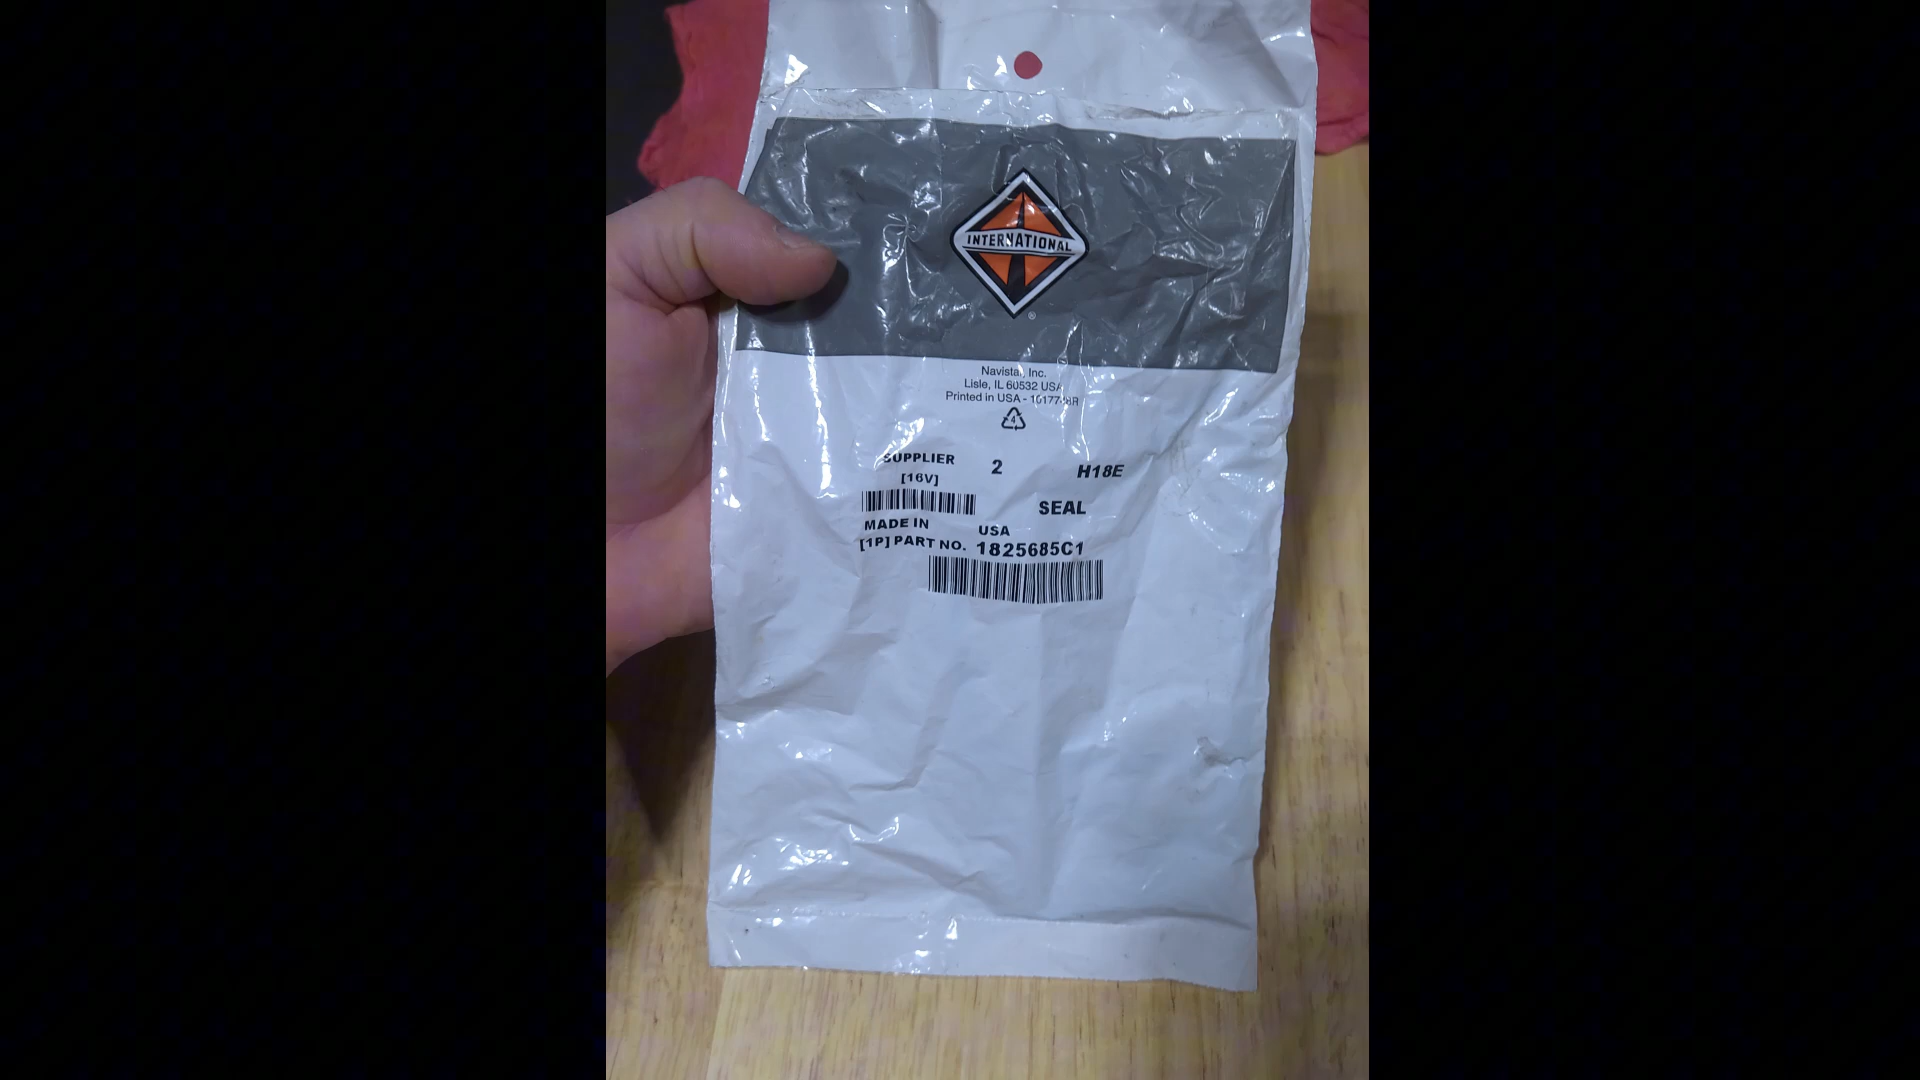 INTERNATIONAL
®
Navistar, Inc.
Lisle, IL 60532 USA
Printed in USA -
4
SUPPLIER 2 H18E
[16V]
SEAL
MADE IN USA
[1P] PART NO. 1825685C1